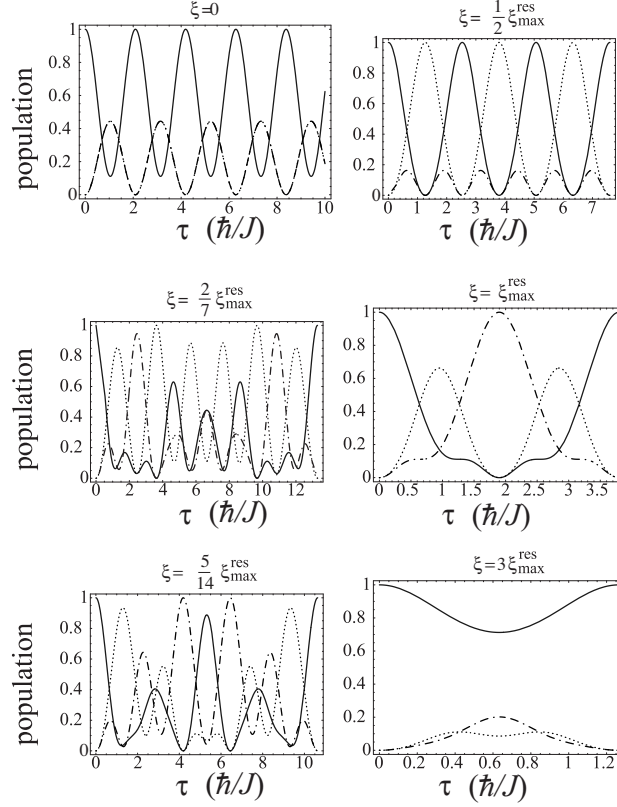 ξ=0
population
1
0.8
0.6
0.4
0.2
0
0 2 4 6 8 10
τ (ħ/J)
ξ= 1/2 ξ_max^res
1
0.8
0.6
0.4
0.2
0
0 1 2 3 4 5 6 7
τ (ħ/J)
ξ= 2/7 ξ_max^res
population
1
0.8
0.6
0.4
0.2
0
0 2 4 6 8 10 12
τ (ħ/J)
ξ= ξ_max^res
1
0.8
0.6
0.4
0.2
0
0 0.5 1 1.5 2 2.5 3 3.5
τ (ħ/J)
ξ= 5/14 ξ_max^res
population
1
0.8
0.6
0.4
0.2
0
0 2 4 6 8 10
τ (ħ/J)
ξ=3ξ_max^res
1
0.8
0.6
0.4
0.2
0
0 0.2 0.4 0.6 0.8 1 1.2
τ (ħ/J)